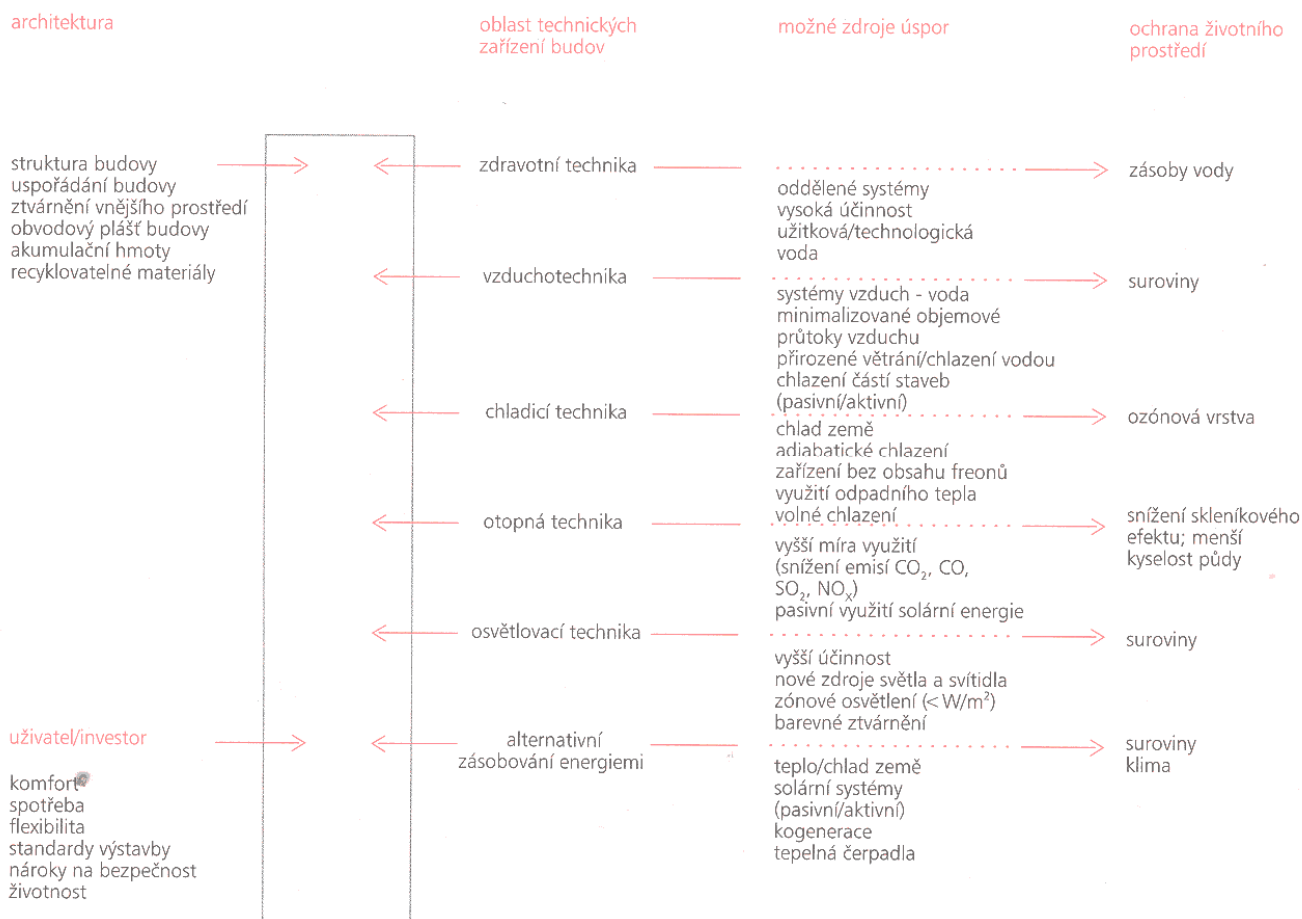 architektura
oblast technických
zařízení budov
možné zdroje úspor
ochrana životního
prostředí
struktura budovy
uspořádání budovy
ztvárnění vnějšího prostředí
obvodový plášť budovy
akumulační hmoty
recyklovatelné materiály
zdravotní technika
oddělené systémy
vysoká účinnost
užitková/technologická
voda
zásoby vody
vzduchotechnika
systémy vzduch - voda
minimalizované objemové
průtoky vzduchu
přirozené větrání/chlazení vodou
chlazení částí staveb
(pasivní/aktivní)
suroviny
chladicí technika
chlad země
adiabatické chlazení
zařízení bez obsahu freonů
využití odpadního tepla
volné chlazení
ozónová vrstva
otopná technika
vyšší míra využití
(snížení emisí CO₂, CO,
SO₂, NOₓ)
pasivní využití solární energie
snížení skleníkového
efektu; menší
kyselost půdy
osvětlovací technika
vyšší účinnost
nové zdroje světla a svítidla
zónové osvětlení (< W/m²)
barevné ztvárnění
suroviny
uživatel/investor
komfort
spotřeba
flexibilita
standardy výstavby
nároky na bezpečnost
životnost
alternativní
zásobování energiemi
teplo/chlad země
solární systémy
(pasivní/aktivní)
kogenerace
tepelná čerpadla
suroviny
klima